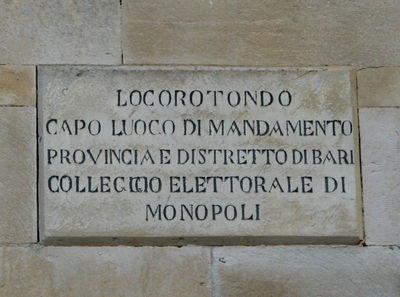 LOCOROTONDO
CAPO LUOGO DI MANDAMENTO
PROVINCIA E DISTRETTO DI BARI
COLLEGGIO ELETTORALE DI
MONOPOLI